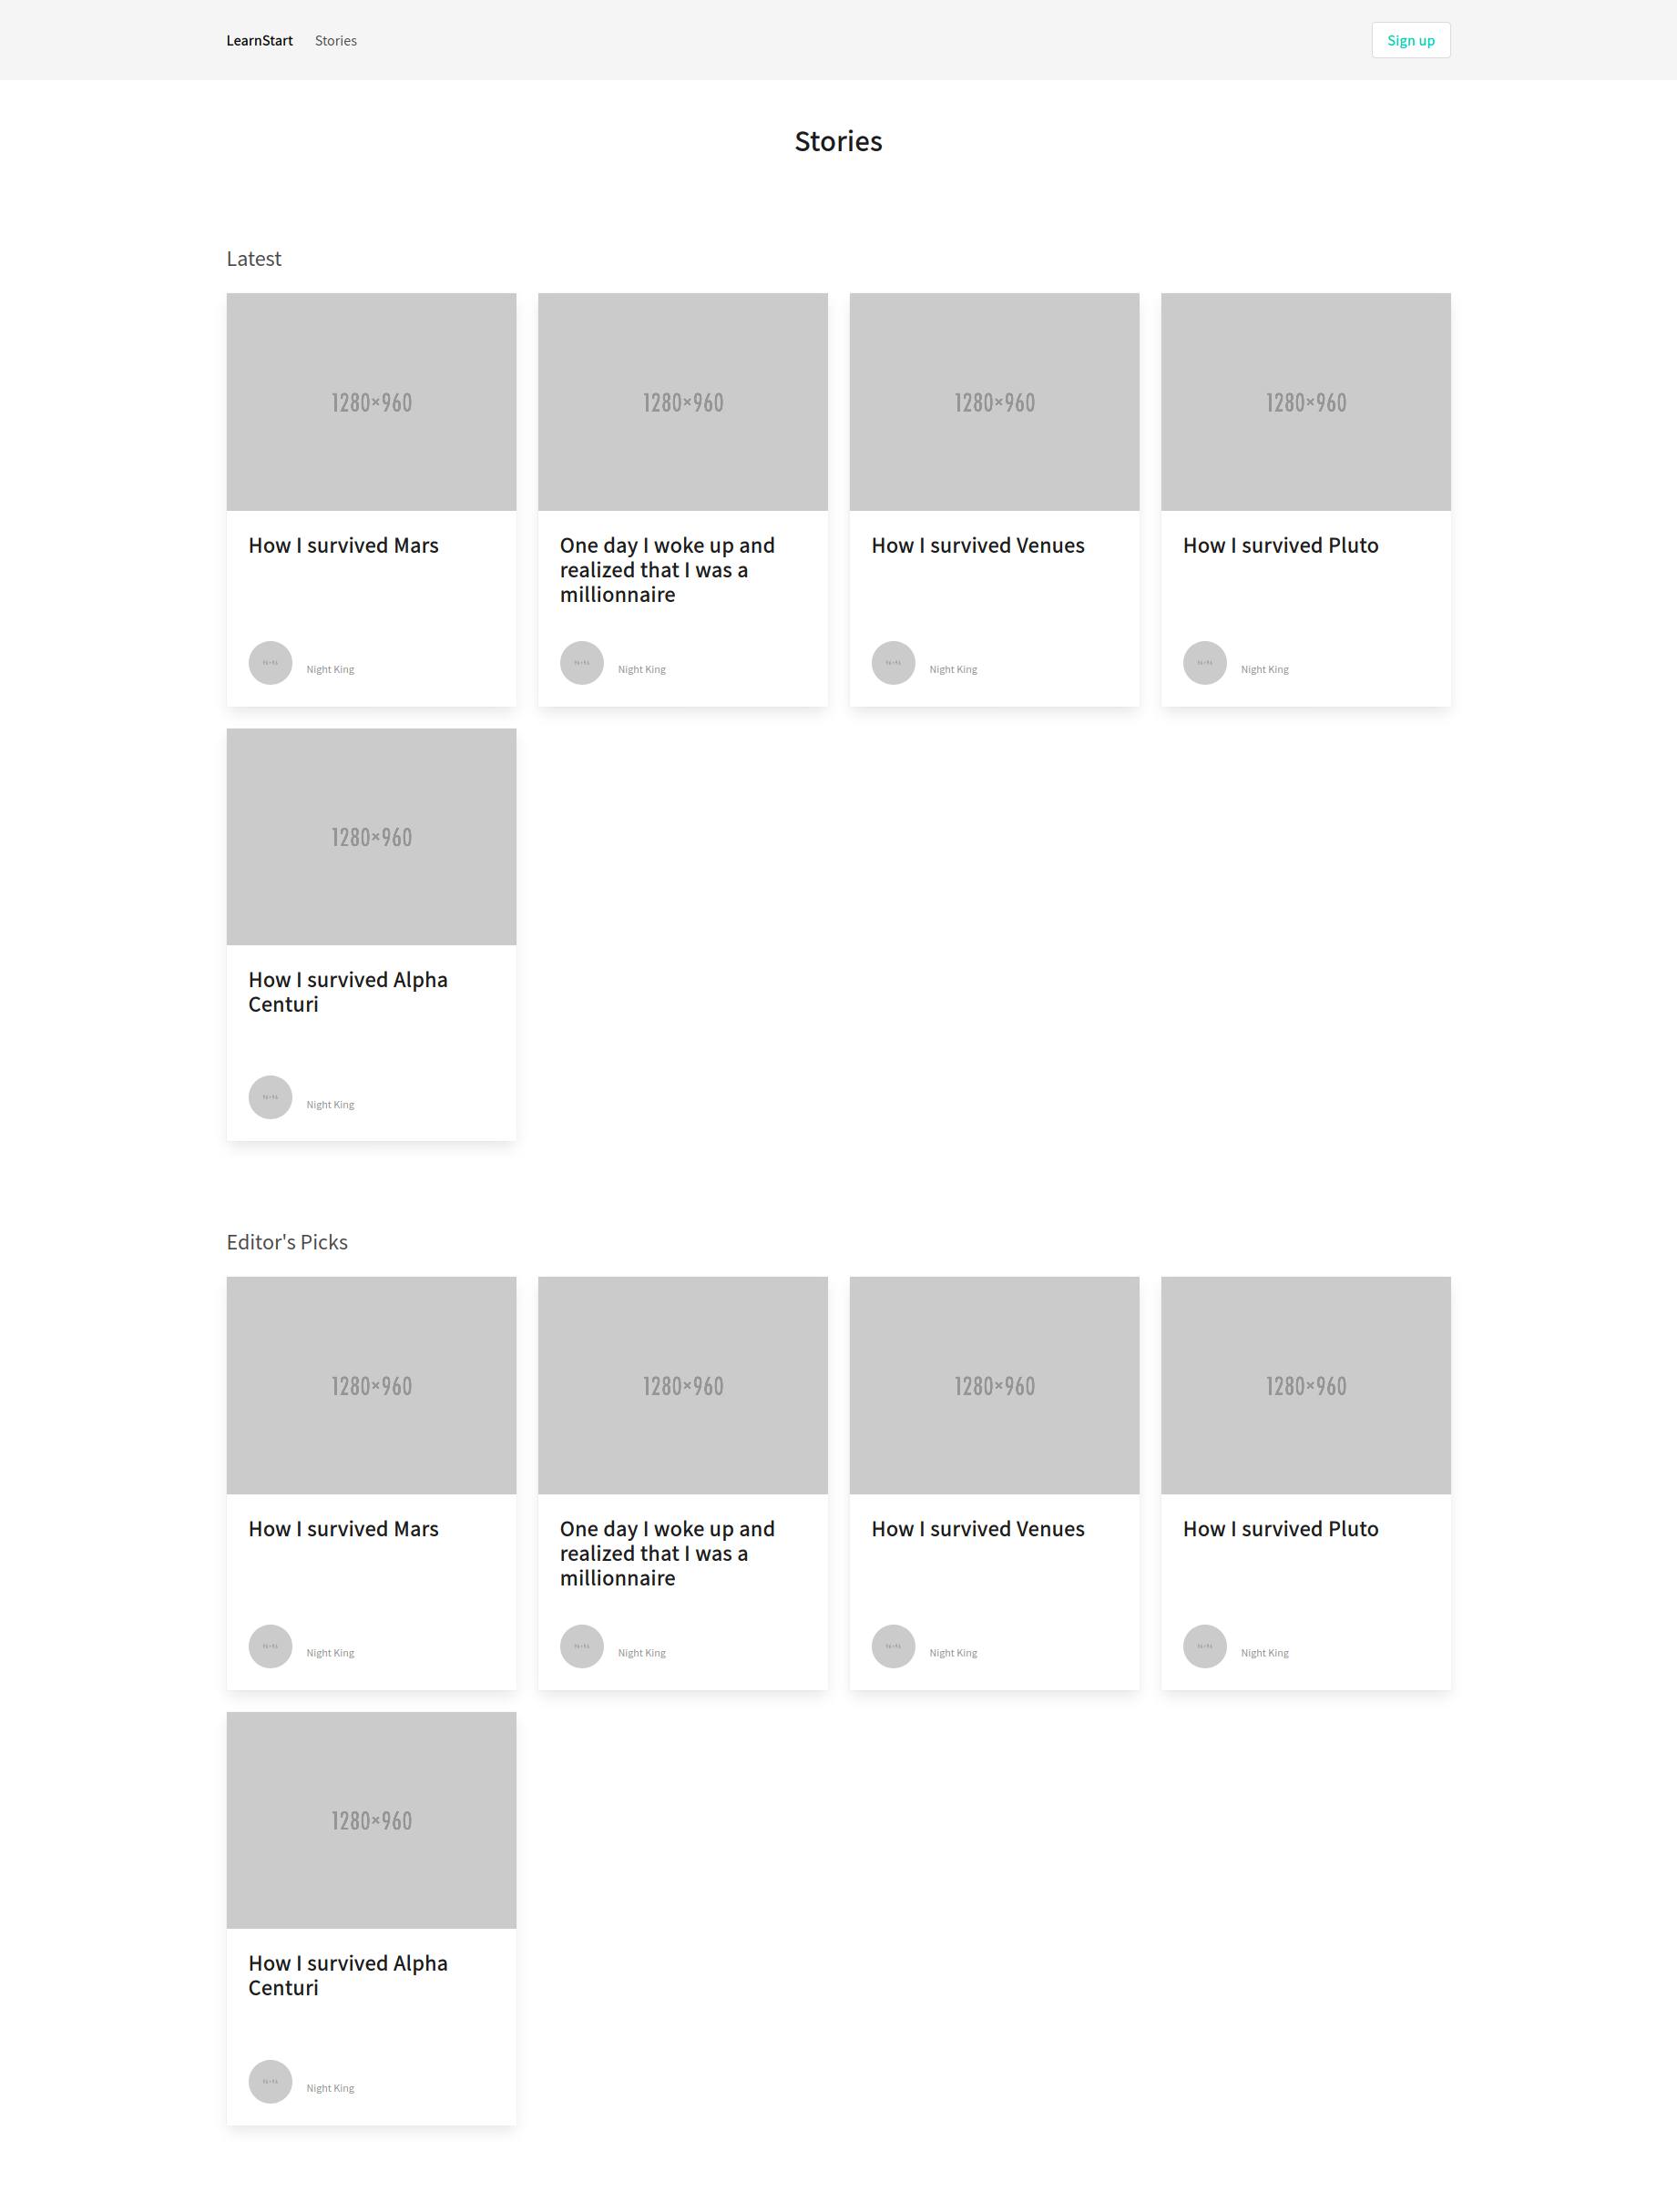 LearnStart Stories Sign up
Stories
Latest
1280×960 1280×960 1280×960 1280×960
How I survived Mars
One day I woke up and
realized that I was a
millionnaire
How I survived Venues
How I survived Pluto
Night King
Night King
Night King
Night King
1280×960
How I survived Alpha
Centuri
Night King
Editor's Picks
1280×960 1280×960 1280×960 1280×960
How I survived Mars
One day I woke up and
realized that I was a
millionnaire
How I survived Venues
How I survived Pluto
Night King
Night King
Night King
Night King
1280×960
How I survived Alpha
Centuri
Night King